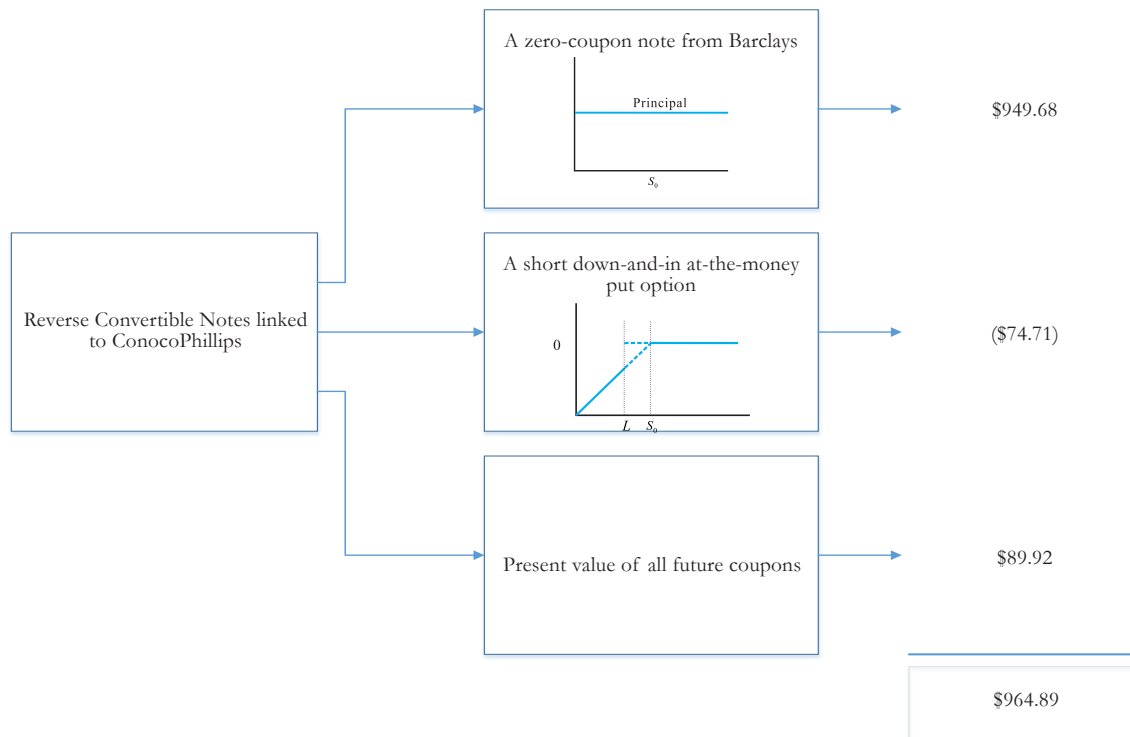 A zero-coupon note from Barclays
Principal
S₀
$949.68
Reverse Convertible Notes linked
to ConocoPhillips
A short down-and-in at-the-money
put option
0
L S₀
($74.71)
Present value of all future coupons
$89.92
$964.89